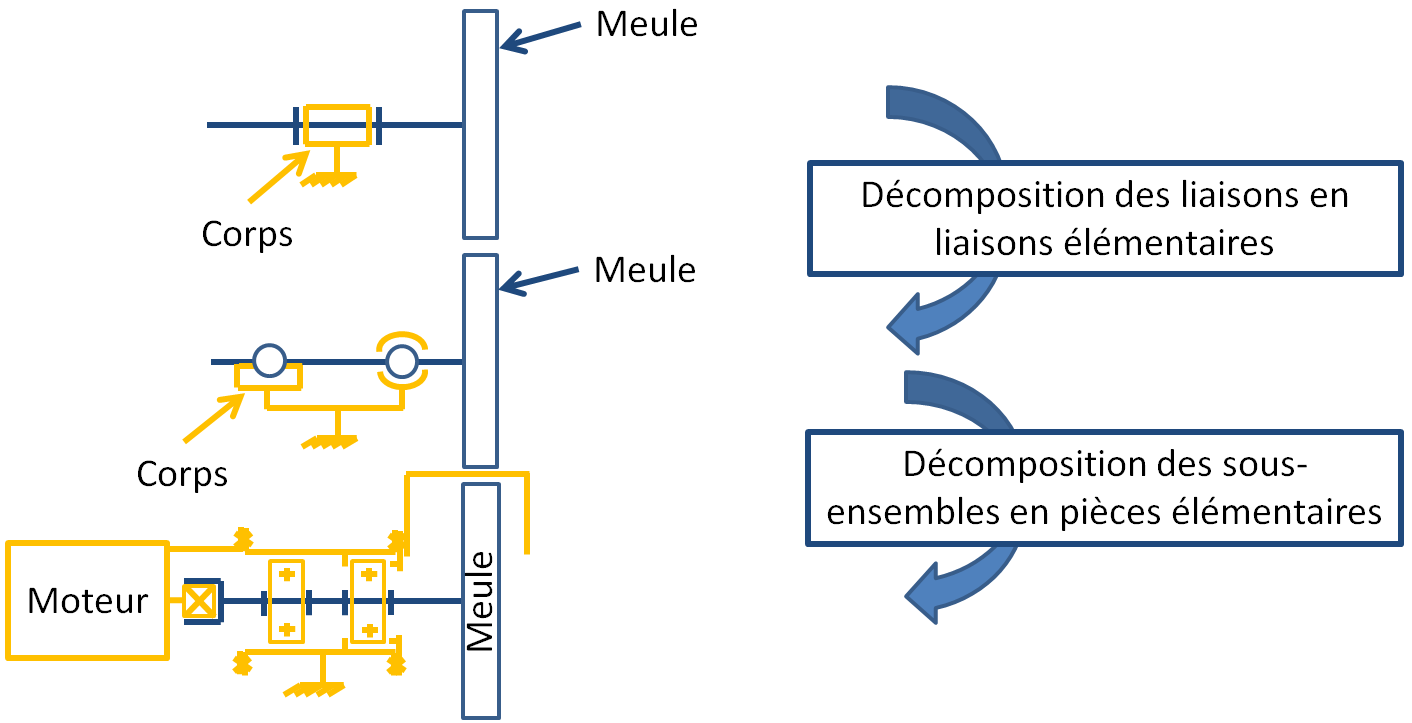 Meule
Corps
Meule
Corps
Moteur
Meule
Décomposition des liaisons en
liaisons élémentaires
Décomposition des sous-
ensembles en pièces élémentaires